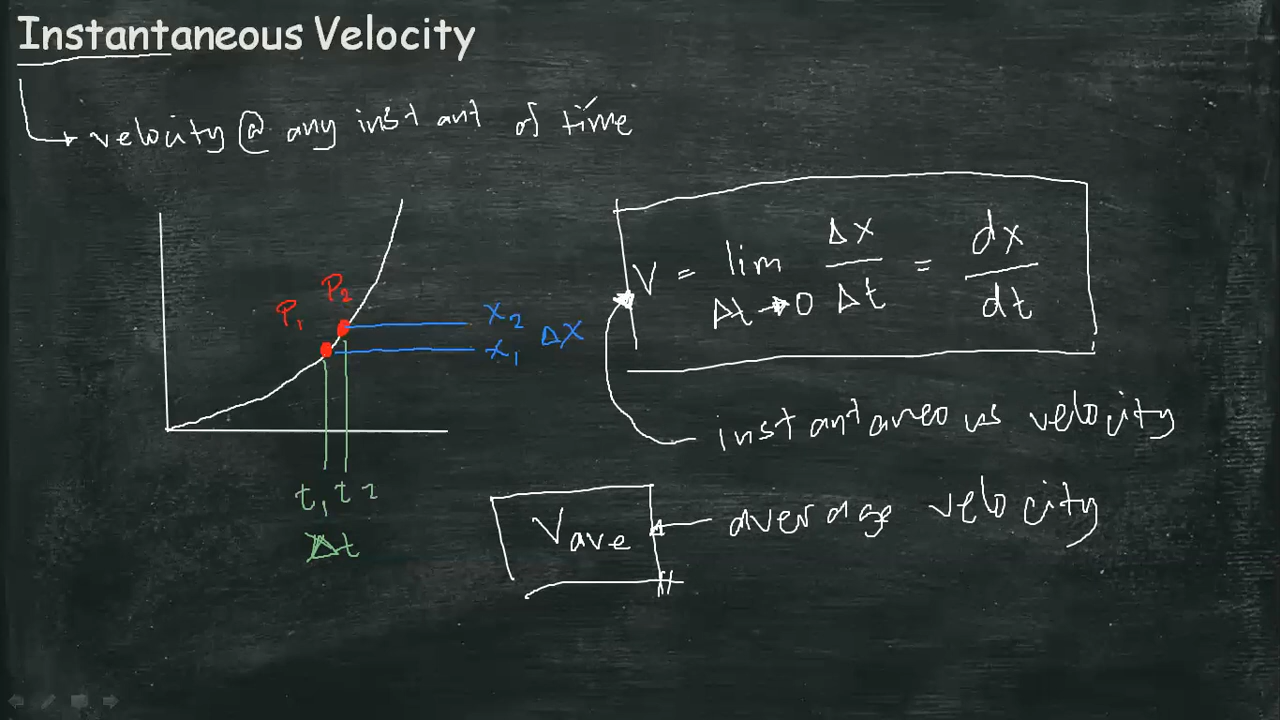 Instantaneous Velocity
velocity @ any instant of time
P₁ P₂
x₂
x₁ Δx
t₁ t₂
Δt
V = lim Δt→0 Δx/Δt = dx/dt
instantaneous velocity
Vave
average velocity